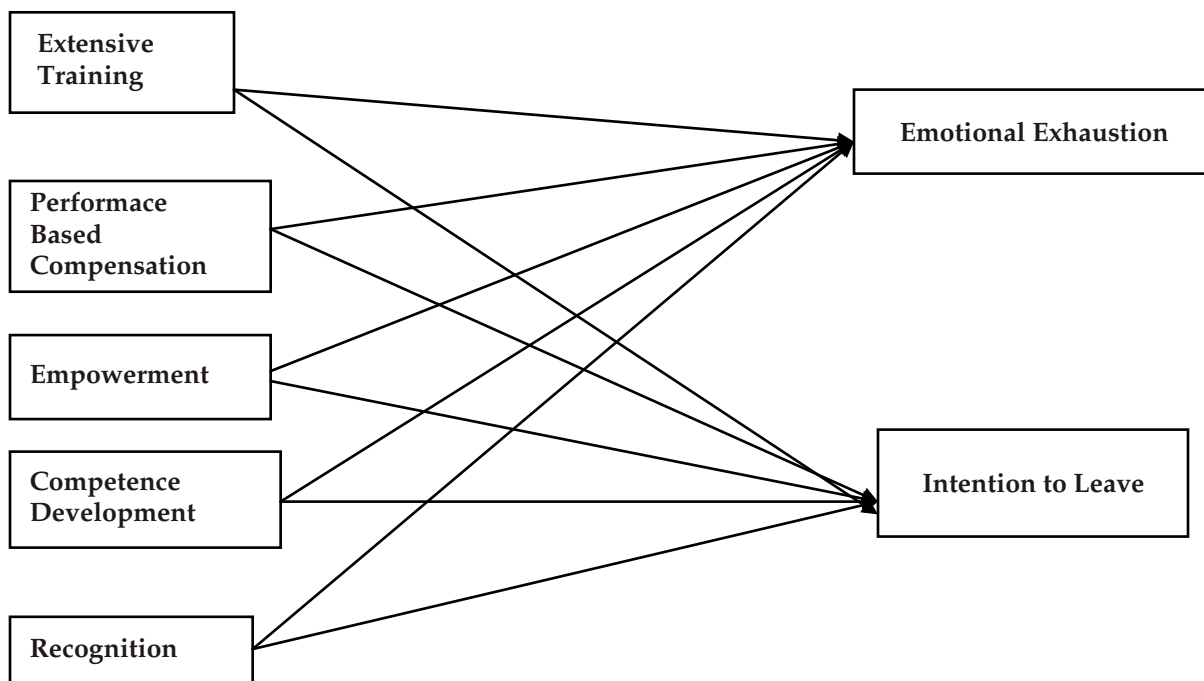 Extensive
Training
Performace
Based
Compensation
Empowerment
Competence
Development
Recognition
Emotional Exhaustion
Intention to Leave